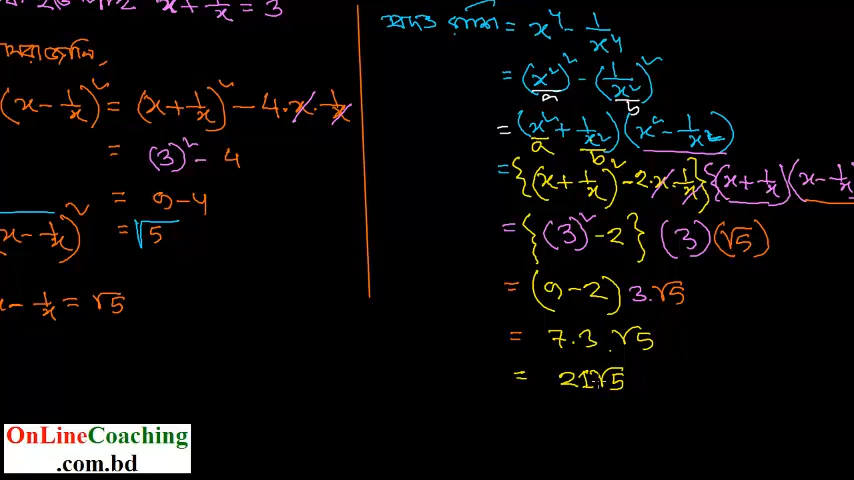 x + 1/x = 3
(x - 1/x)² = (x + 1/x)² - 4·x·1/x
= (3)² - 4
= 9 - 4
x - 1/x)² = √5
x - 1/x = √5
প্রদত্ত রাশি = x⁴ - 1/x⁴
= (x²)² - (1/x²)²
a b
= (x² + 1/x²)(x² - 1/x²)
a b
= {(x + 1/x)² - 2·x·1/x}{(x + 1/x)(x - 1/x
= {(3)² - 2} (3)(√5)
= (9 - 2) 3·√5
= 7·3·√5
= 21√5
OnLineCoaching
.com.bd